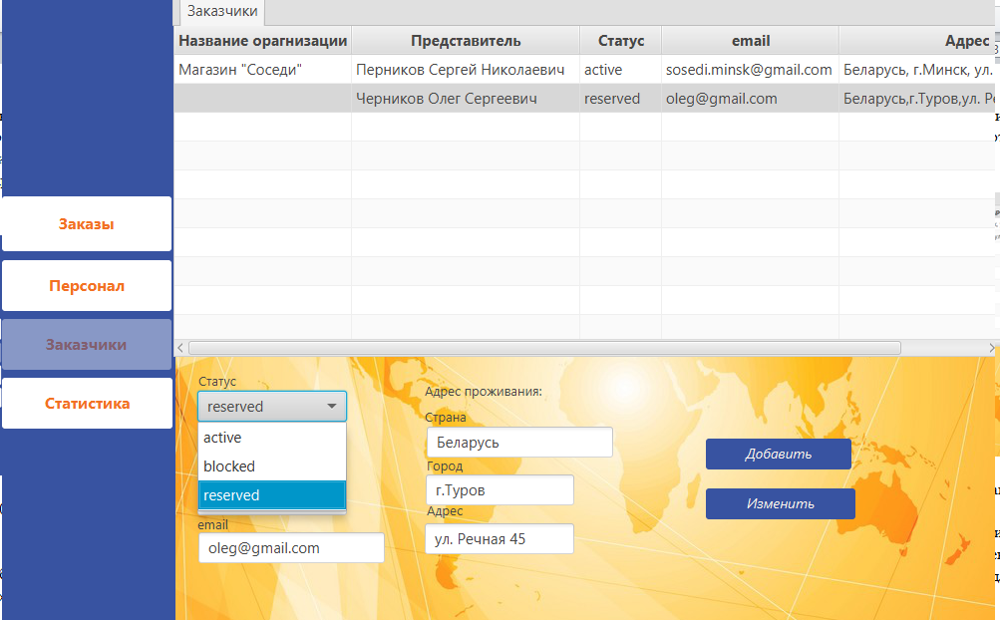 Заказчики
Название орагнизации Представитель Статус email Адрес
Магазин "Соседи" Перников Сергей Николаевич active sosedi.minsk@gmail.com Беларусь, г.Минск, ул.
Черников Олег Сергеевич reserved oleg@gmail.com Беларусь,г.Туров,ул. Ре
Заказы
Персонал
Заказчики
Статистика
Статус
reserved
active
blocked
reserved
email
oleg@gmail.com
Адрес проживания:
Страна
Беларусь
Город
г.Туров
Адрес
ул. Речная 45
Добавить
Изменить